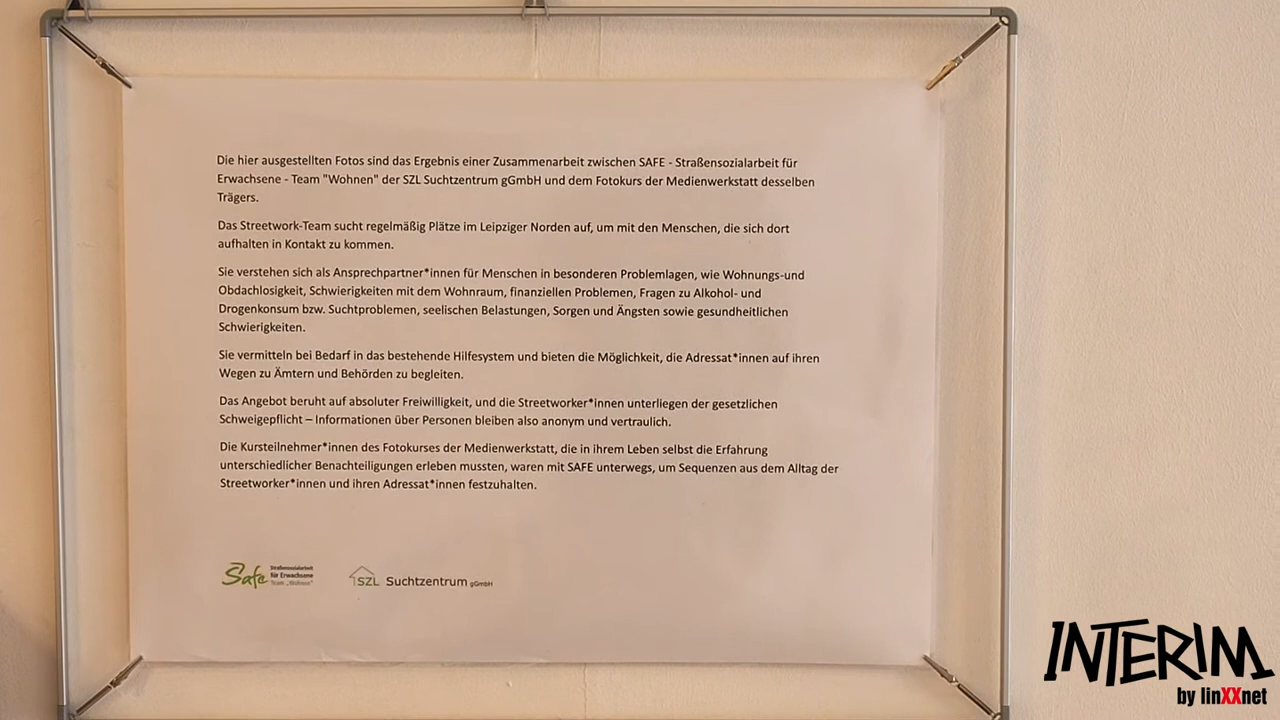 Die hier ausgestellten Fotos sind das Ergebnis einer Zusammenarbeit zwischen SAFE - Straßensozialarbeit für
Erwachsene - Team "Wohnen" der SZL Suchtzentrum gGmbH und dem Fotokurs der Medienwerkstatt desselben
Trägers.
Das Streetwork-Team sucht regelmäßig Plätze im Leipziger Norden auf, um mit den Menschen, die sich dort
aufhalten in Kontakt zu kommen.
Sie verstehen sich als Ansprechpartner*innen für Menschen in besonderen Problemlagen, wie Wohnungs-und
Obdachlosigkeit, Schwierigkeiten mit dem Wohnraum, finanziellen Problemen, Fragen zu Alkohol- und
Drogenkonsum bzw. Suchtproblemen, seelischen Belastungen, Sorgen und Ängsten sowie gesundheitlichen
Schwierigkeiten.
Sie vermitteln bei Bedarf in das bestehende Hilfesystem und bieten die Möglichkeit, die Adressat*innen auf ihren
Wegen zu Ämtern und Behörden zu begleiten.
Das Angebot beruht auf absoluter Freiwilligkeit, und die Streetworker*innen unterliegen der gesetzlichen
Schweigepflicht – Informationen über Personen bleiben also anonym und vertraulich.
Die Kursteilnehmer*innen des Fotokurses der Medienwerkstatt, die in ihrem Leben selbst die Erfahrung
unterschiedlicher Benachteiligungen erleben mussten, waren mit SAFE unterwegs, um Sequenzen aus dem Alltag der
Streetworker*innen und ihren Adressat*innen festzuhalten.
Safe
Straßensozialarbeit
für Erwachsene
Team „Wohnen"
SZL Suchtzentrum gGmbH
INTERIM
by linXXnet